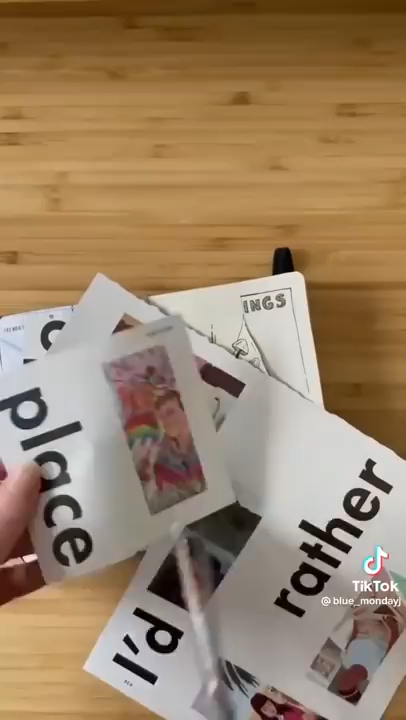 INGS
place
rather
I'd
TikTok
@blue_mondayj